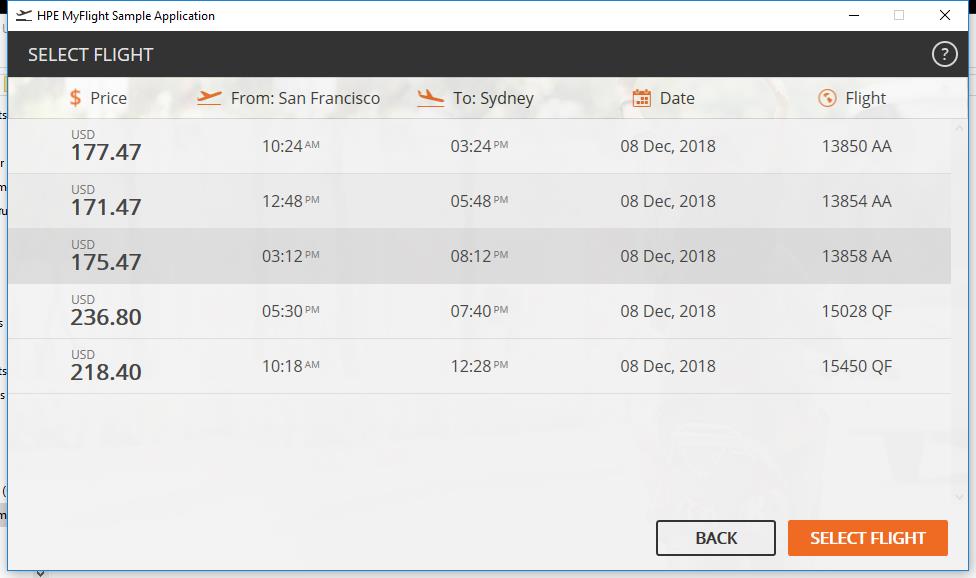 HPE MyFlight Sample Application
SELECT FLIGHT ?
$ Price From: San Francisco To: Sydney Date Flight
USD
177.47 10:24 AM 03:24 PM 08 Dec, 2018 13850 AA
USD
171.47 12:48 PM 05:48 PM 08 Dec, 2018 13854 AA
USD
175.47 03:12 PM 08:12 PM 08 Dec, 2018 13858 AA
USD
236.80 05:30 PM 07:40 PM 08 Dec, 2018 15028 QF
USD
218.40 10:18 AM 12:28 PM 08 Dec, 2018 15450 QF
BACK SELECT FLIGHT